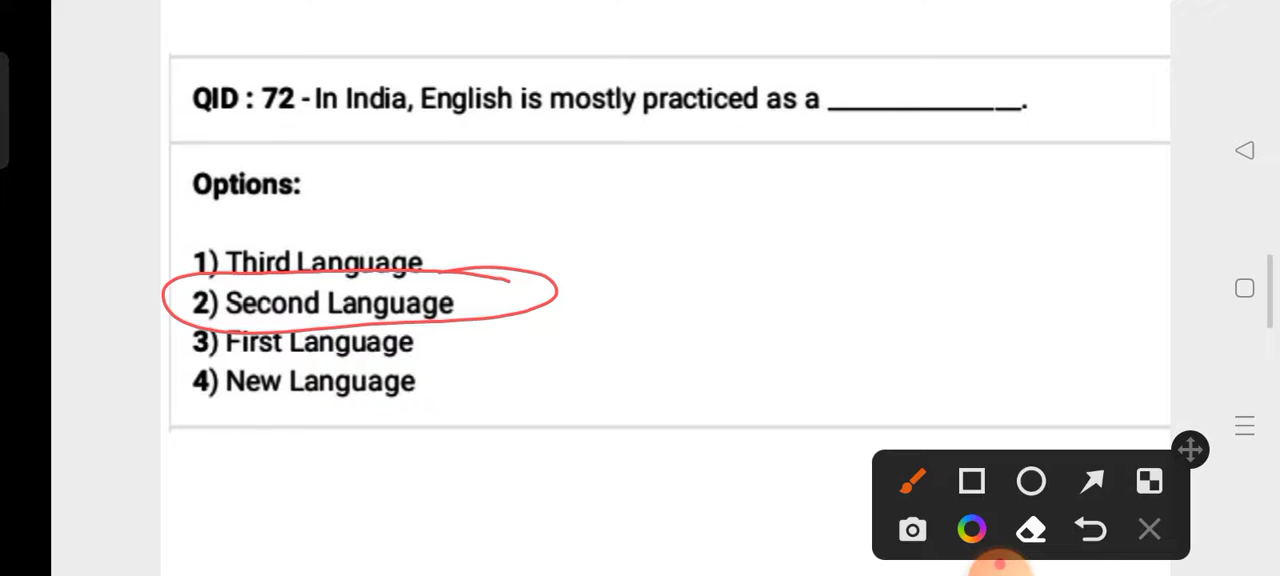 QID : 72 - In India, English is mostly practiced as a ______________.
Options:
1) Third Language
2) Second Language
3) First Language
4) New Language